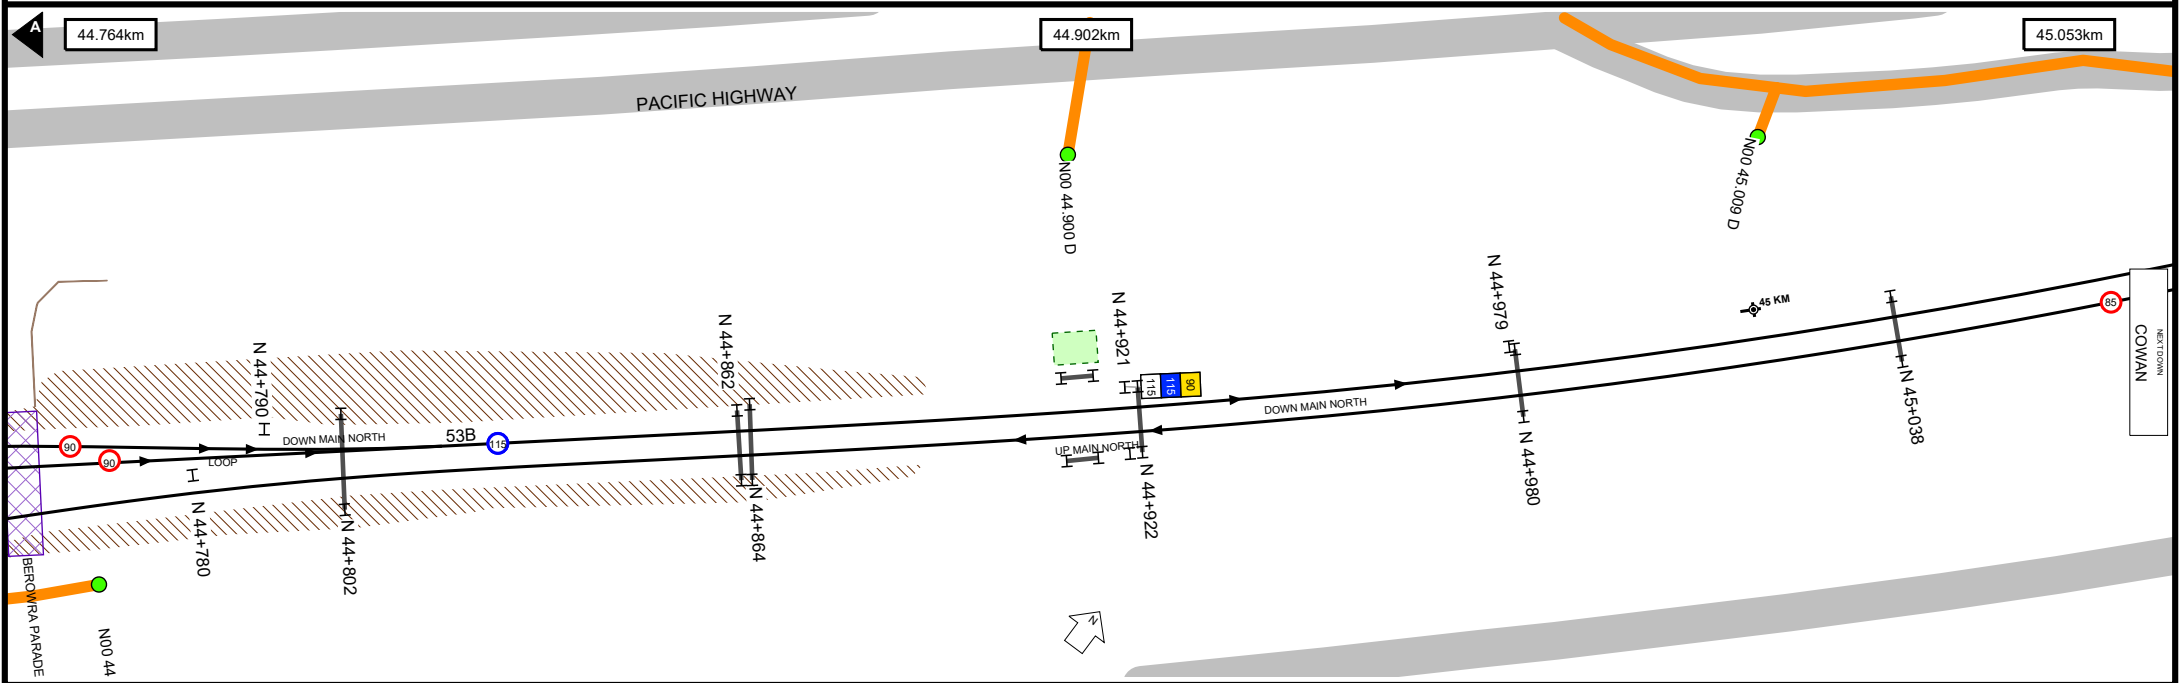 A
44.764km
44.902km
45.053km
PACIFIC HIGHWAY
N00 44.900 D
N00 45.009 D
N 44+790
N 44+862
N 44+921
N 44+979
45 KM
115
115
90
85
NEXT DOWN
COWAN
90
90
DOWN MAIN NORTH
53B
115
LOOP
DOWN MAIN NORTH
UP MAIN NORTH
N 44+780
N 44+802
N 44+864
N 44+922
N 44+980
N 45+038
BEROWRA PARADE
N00 44
N